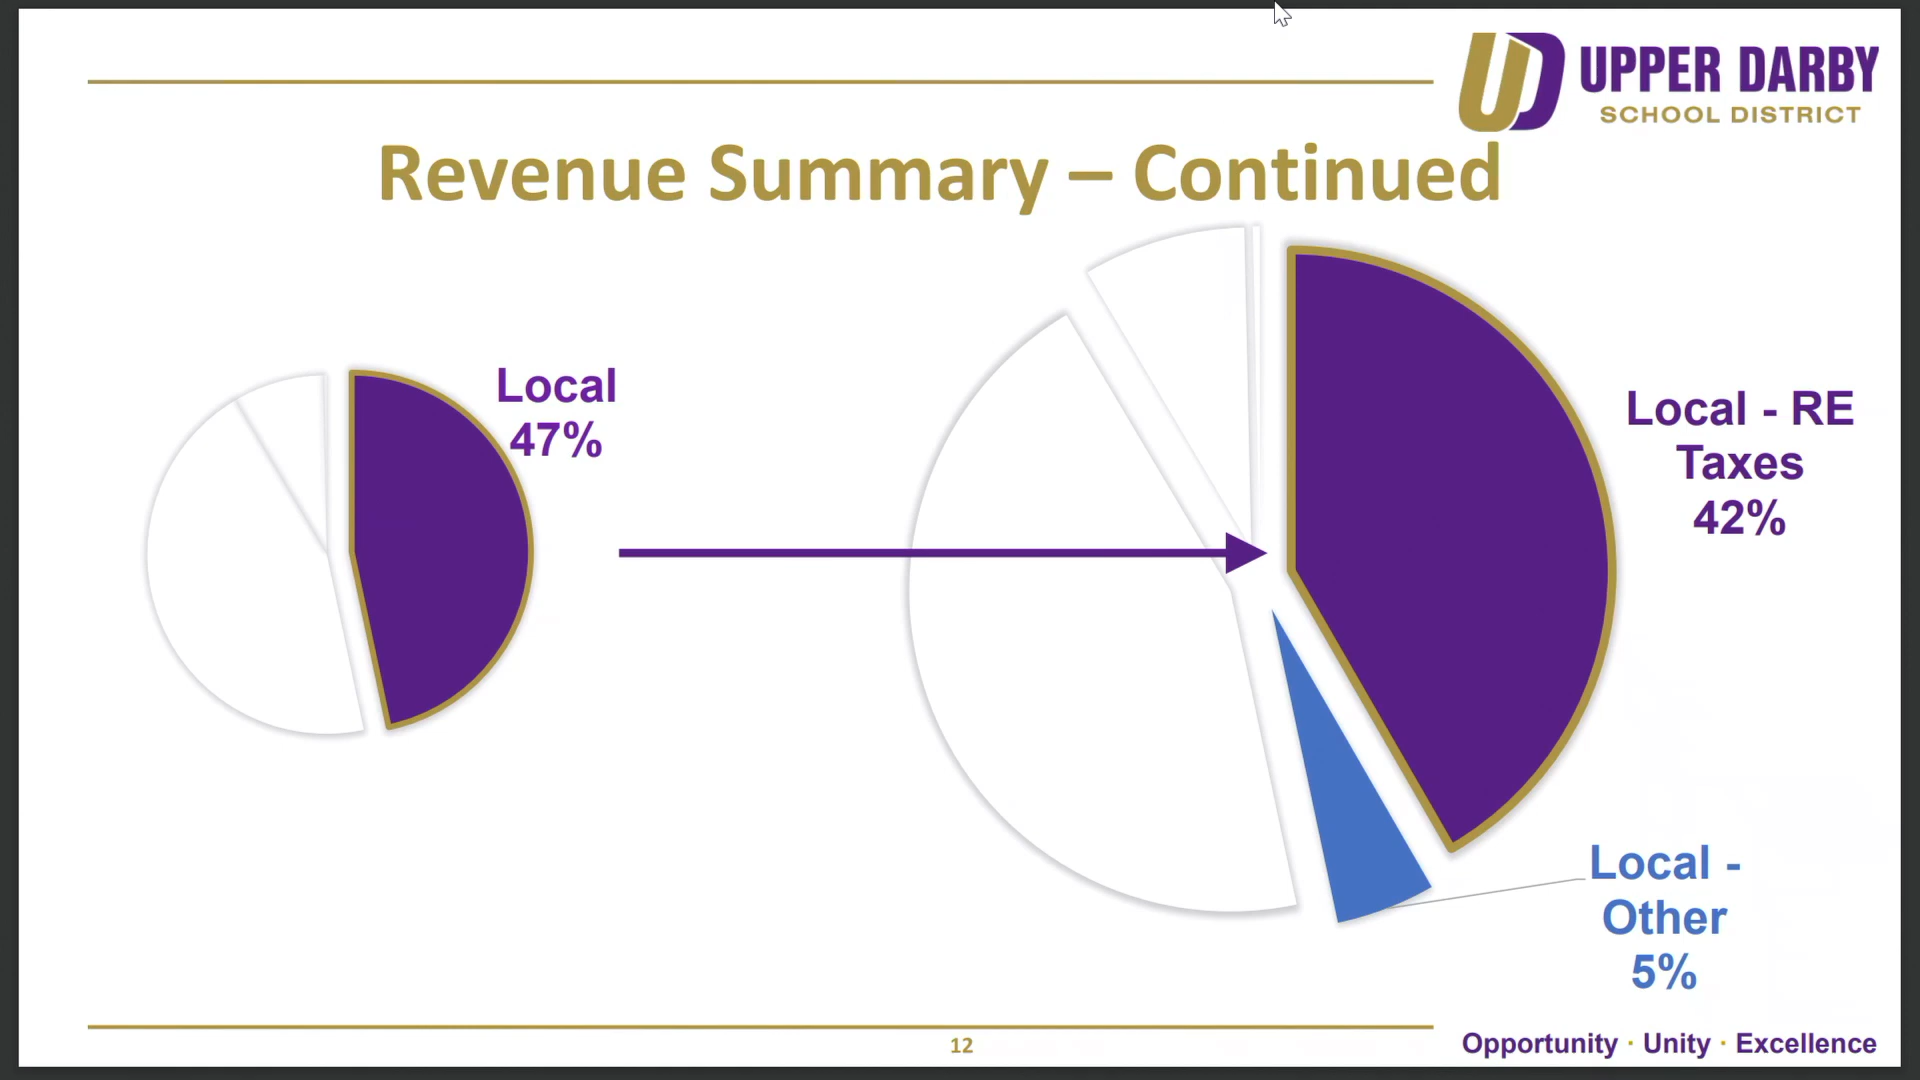 UPPER DARBY
SCHOOL DISTRICT
Revenue Summary – Continued
Local
47%
Local - RE
Taxes
42%
Local -
Other
5%
12
Opportunity · Unity · Excellence